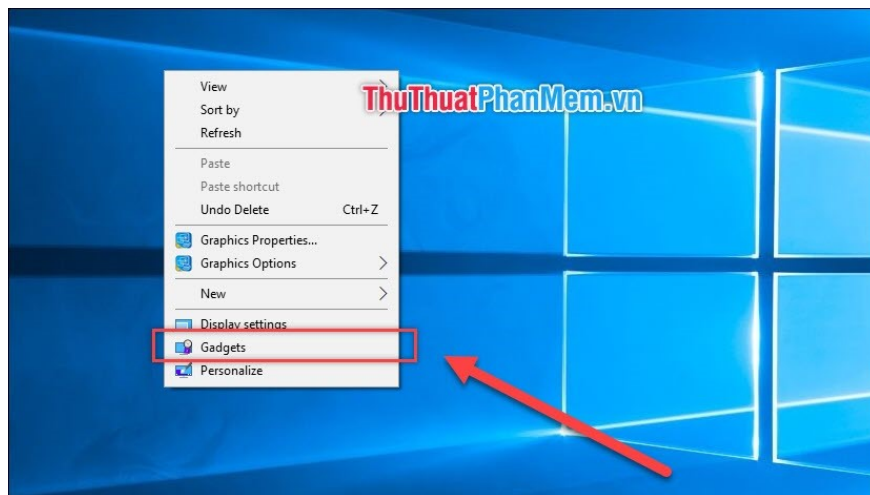 View
ThuThuatPhanMem.vn
Sort by
Refresh
Paste
Paste shortcut
Undo Delete Ctrl+Z
Graphics Properties...
Graphics Options
New
Display settings
Gadgets
Personalize